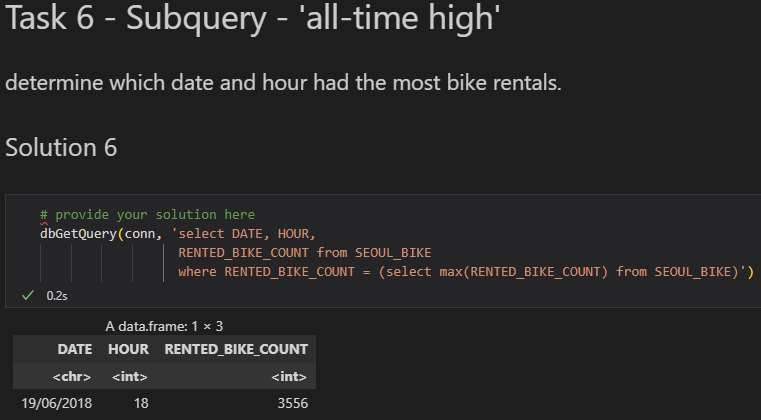 Task 6 - Subquery - 'all-time high'
determine which date and hour had the most bike rentals.
Solution 6
# provide your solution here
dbGetQuery(conn, 'select DATE, HOUR,
RENTED_BIKE_COUNT from SEOUL_BIKE
where RENTED_BIKE_COUNT = (select max(RENTED_BIKE_COUNT) from SEOUL_BIKE)')
0.2s
A data.frame: 1 × 3
DATE HOUR RENTED_BIKE_COUNT
<chr> <int> <int>
19/06/2018 18 3556